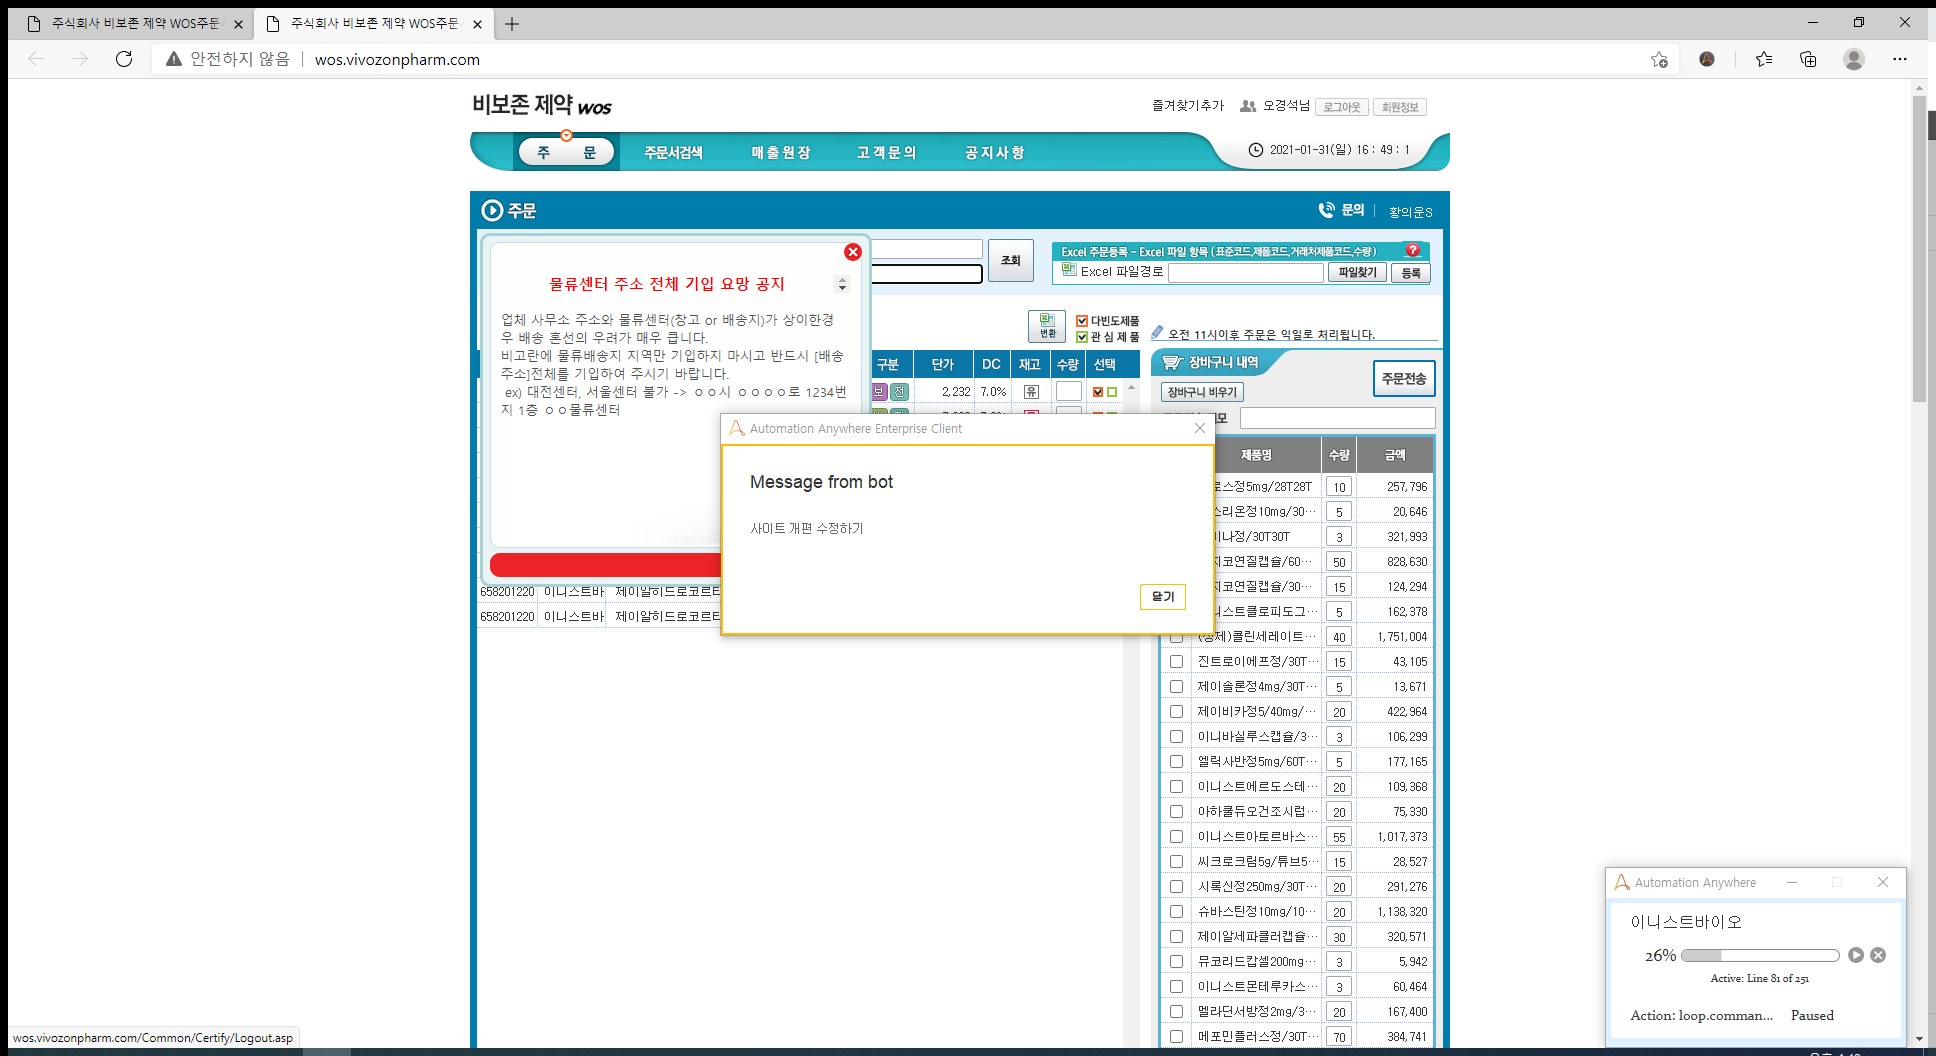 주식회사 비보존 제약 WOS주문
주식회사 비보존 제약 WOS주문
안전하지 않음
wos.vivozonpharm.com
비보존 제약 WOS
즐겨찾기추가
오경석님
로그아웃
회원정보
주 문
주문서검색
매출원장
고객문의
공지사항
2021-01-31(일) 16 : 49 : 1
주문
문의
황의운S
물류센터 주소 전체 기입 요망 공지
업체 사무소 주소와 물류센터(창고 or 배송지)가 상이한경
우 배송 혼선의 우려가 매우 큽니다.
비고란에 물류배송지 지역만 기입하지 마시고 반드시 [배송
주소]전체를 기입하여 주시기 바랍니다.
ex) 대전센터, 서울센터 불가 -> ㅇㅇ시 ㅇㅇㅇㅇ로 1234번
지 1층 ㅇㅇ물류센터
조회
Excel 주문등록 - Excel 파일 항목 (표준코드,제품코드,거래처제품코드,수량)
?
Excel 파일경로
파일찾기
등록
변환
다빈도제품
관 심 제 품
오전 11시이후 주문은 익일로 처리됩니다.
구분 단가 DC 재고 수량 선택
보 전 2,232 7.0% 유
658201220 이니스트바 제이알히드로코르티
658201220 이니스트바 제이알히드로코르티
장바구니 내역
주문전송
장바구니 비우기
모
제품명 수량 금액
로스정5mg/28T28T 10 257,796
스리온정10mg/30… 5 20,646
미나정/30T30T 3 321,993
지코연질캡슐/60… 50 828,630
지코연질캡슐/30… 15 124,294
니스트클로피도그… 5 162,378
(정제)콜린세레이트… 40 1,751,004
진트로이에프정/30T… 15 43,105
제이솔론정4mg/30T… 5 13,671
제이비카정5/40mg/… 20 422,964
이니바실루스캡슐/3… 3 106,299
엘릭사반정5mg/60T… 5 177,165
이니스트에르도스테… 20 109,368
아하쿨듀오건조시럽… 20 75,330
이니스트아토르바스… 55 1,017,373
씨크로크림5g/튜브5… 15 28,527
시록신정250mg/30T… 20 291,276
슈바스틴정10mg/10… 20 1,138,320
제이알세파클러캡슐… 30 320,571
뮤코리드캅셀200mg… 3 5,942
이니스트몬테루카스… 3 60,464
멜라딘서방정2mg/3… 20 167,400
메포민플러스정/30T… 70 384,741
Automation Anywhere Enterprise Client
Message from bot
사이트 개편 수정하기
닫기
Automation Anywhere
이니스트바이오
26%
Active: Line 81 of 251
Action: loop.comman... Paused
wos.vivozonpharm.com/Common/Certify/Logout.asp